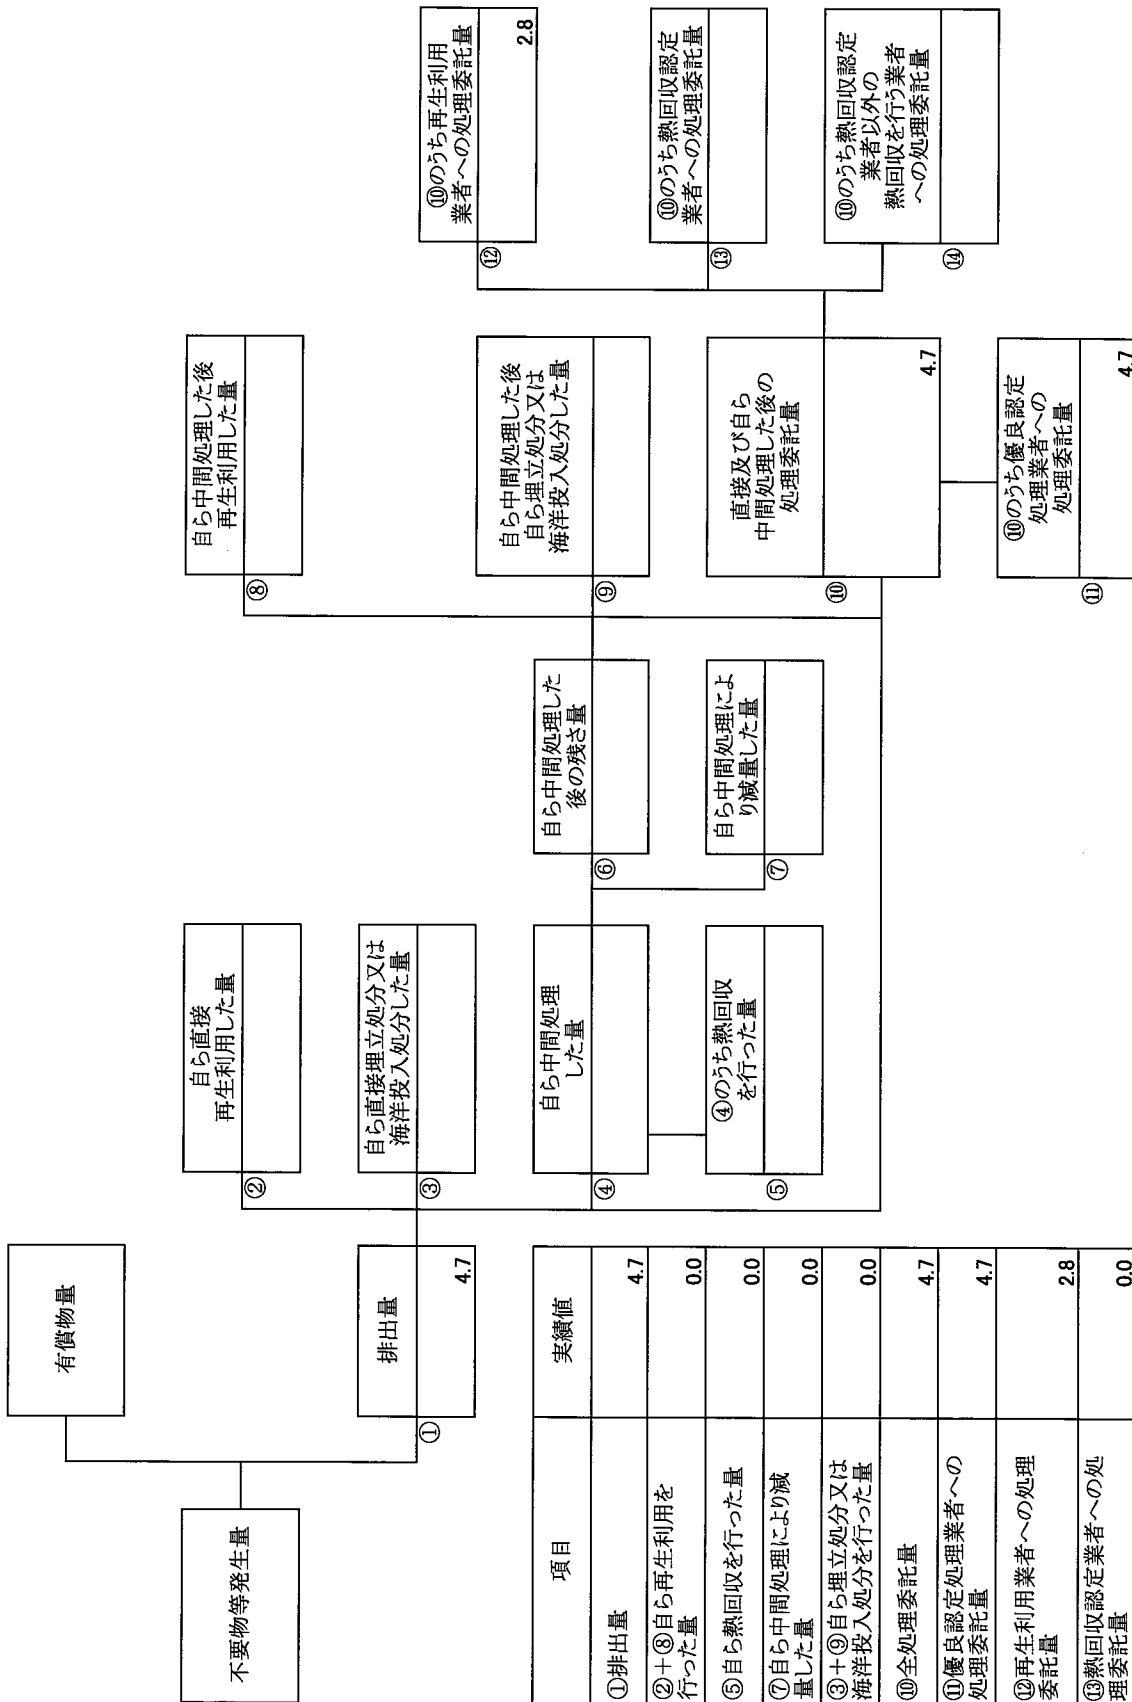 不要物等発生量
有償物量
排出量
①
4.7
②
自ら直接
再生利用した量
③
自ら直接埋立処分又は
海洋投入処分した量
④
自ら中間処理
した量
⑤
④のうち熱回収
を行った量
⑥
自ら中間処理した
後の残さ量
⑦
自ら中間処理によ
り減量した量
⑧
自ら中間処理した後
再生利用した量
⑨
自ら中間処理した後
自ら埋立処分又は
海洋投入処分した量
⑩
直接及び自ら
中間処理した後の
処理委託量
4.7
⑪
⑩のうち優良認定
処理業者への
処理委託量
4.7
⑫
⑩のうち再生利用
業者への処理委託量
2.8
⑬
⑩のうち熱回収認定
業者への処理委託量
⑭
⑩のうち熱回収認定
業者以外の
熱回収を行う業者
への処理委託量
項目 実績値
①排出量 4.7
②+⑧自ら再生利用を
行った量 0.0
⑤自ら熱回収を行った量 0.0
⑦自ら中間処理により減
量した量 0.0
③+⑨自ら埋立処分又は
海洋投入処分を行った量 0.0
⑩全処理委託量 4.7
⑪優良認定処理業者への
処理委託量 4.7
⑫再生利用業者への処理
委託量 2.8
⑬熱回収認定業者への処
理委託量 0.0